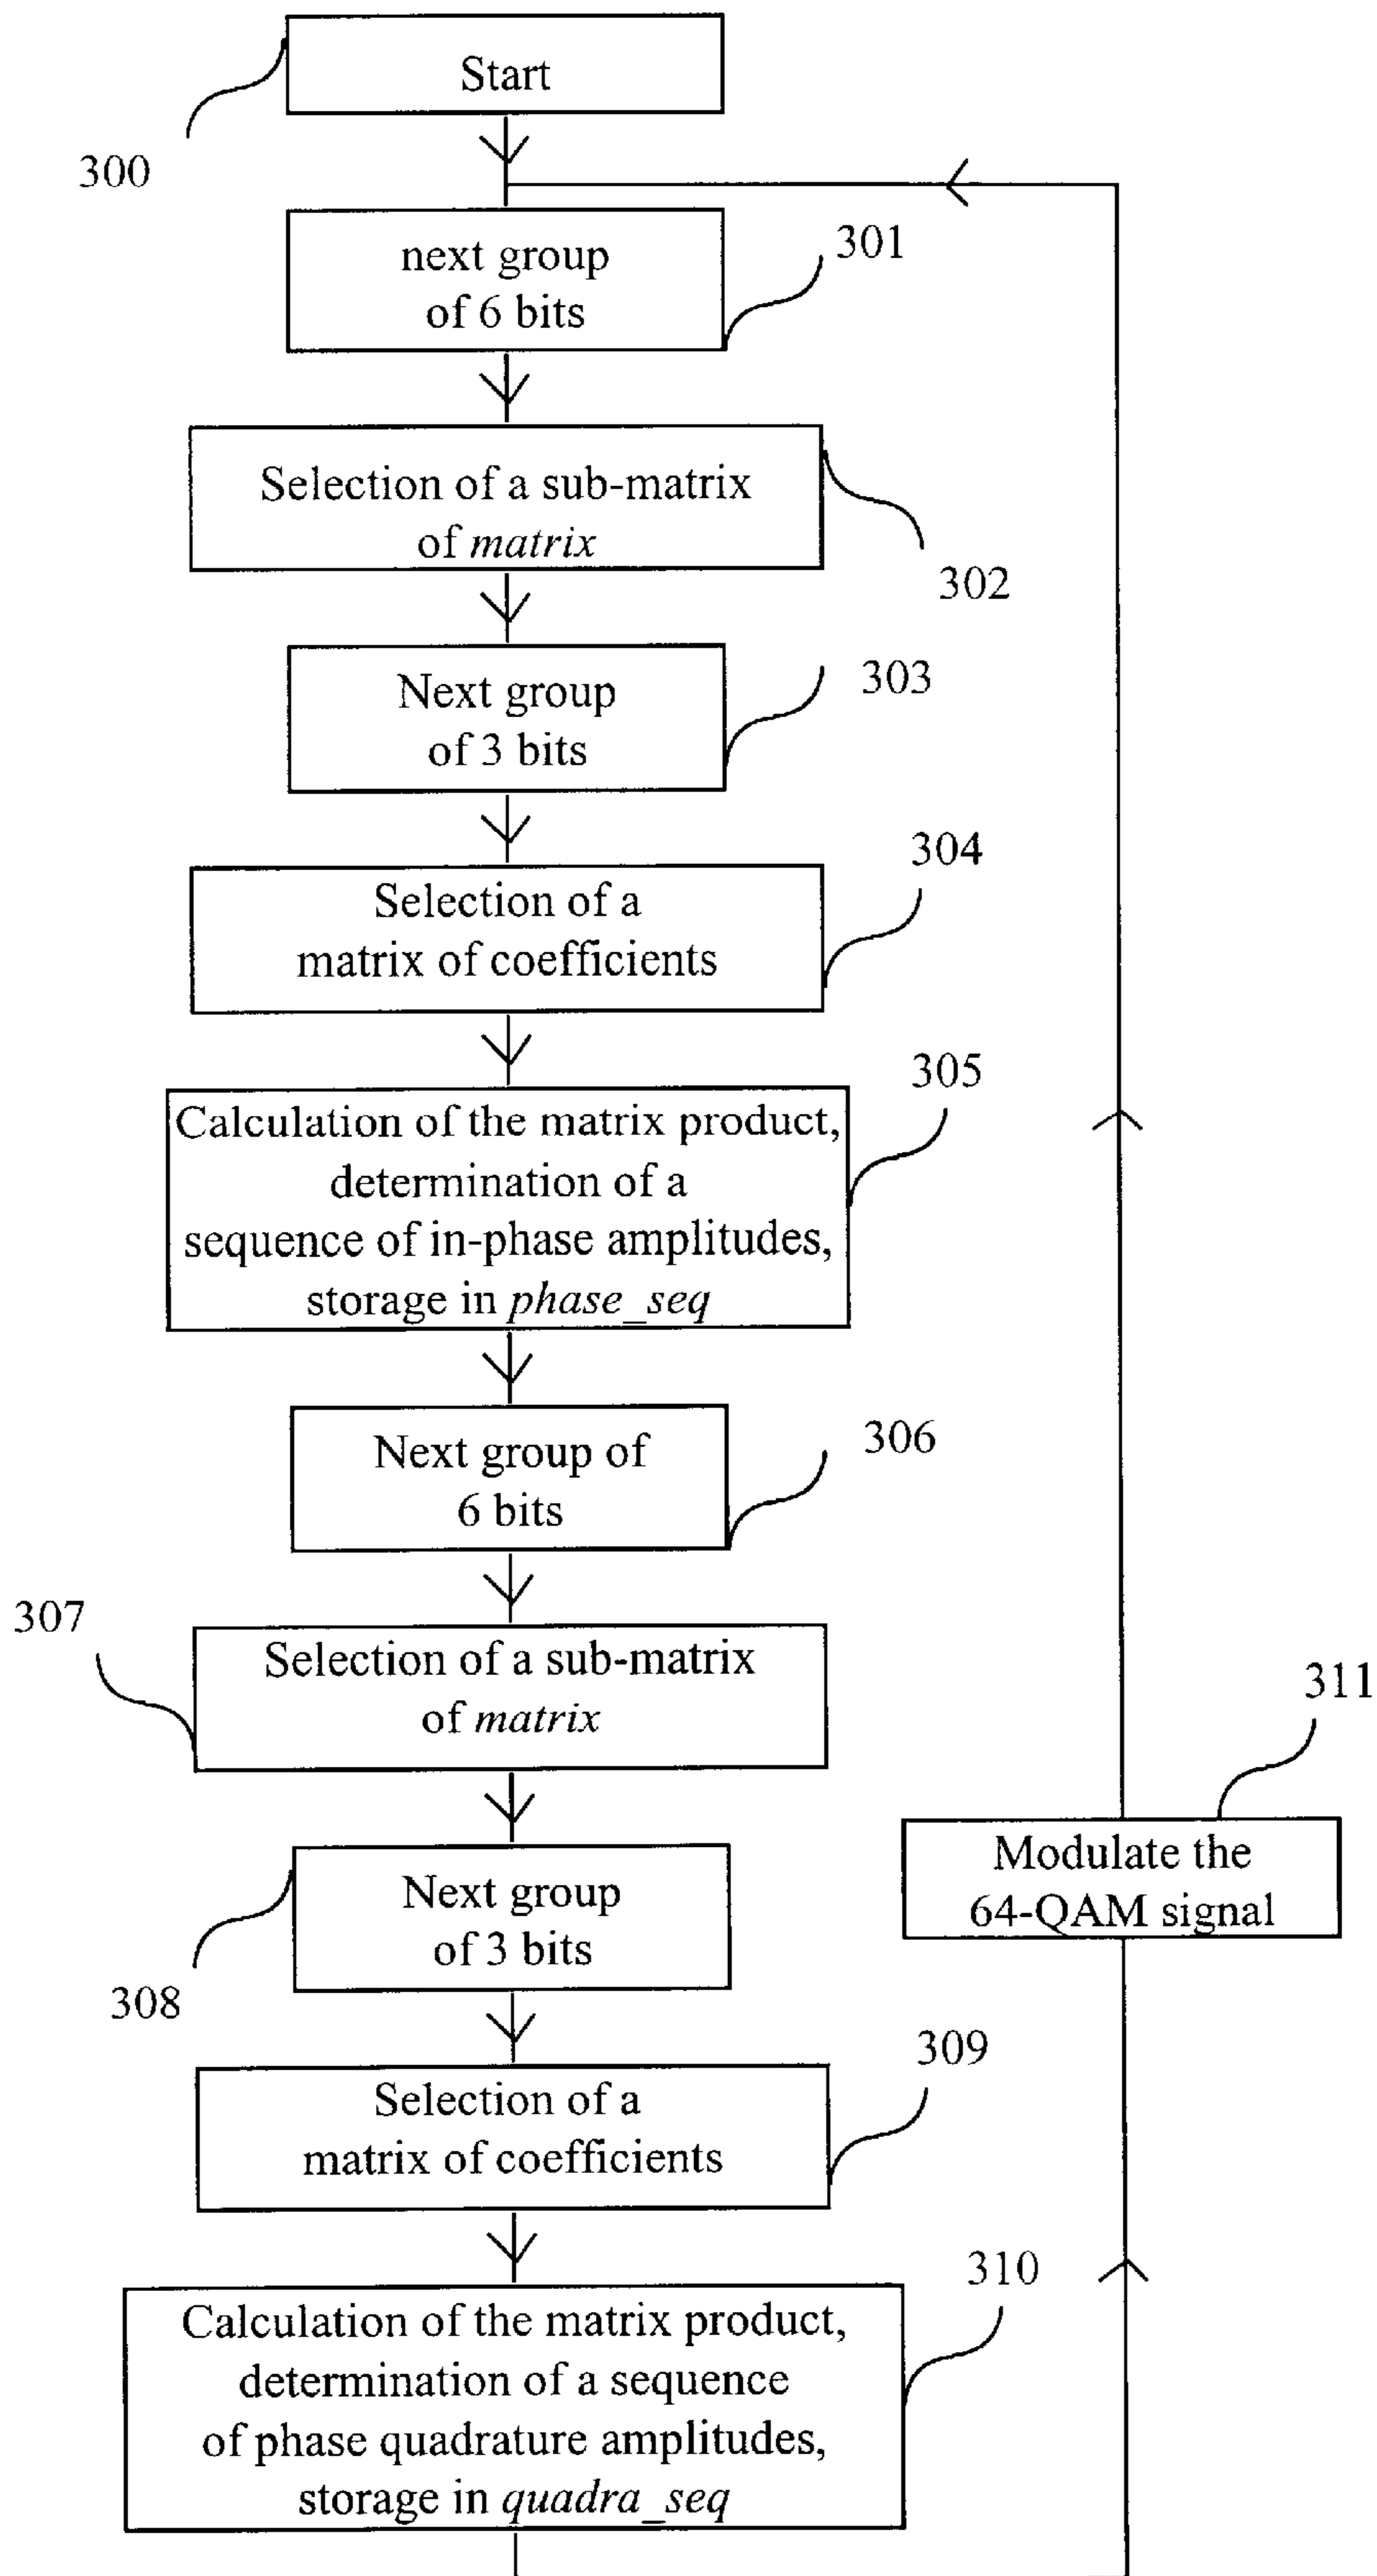 Start
300
next group
of 6 bits
301
Selection of a sub-matrix
of matrix
302
Next group
of 3 bits
303
304
Selection of a
matrix of coefficients
305
Calculation of the matrix product,
determination of a
sequence of in-phase amplitudes,
storage in phase_seq
Next group of
6 bits
306
307
Selection of a sub-matrix
of matrix
311
Modulate the
64-QAM signal
Next group
of 3 bits
308
309
Selection of a
matrix of coefficients
310
Calculation of the matrix product,
determination of a sequence
of phase quadrature amplitudes,
storage in quadra_seq